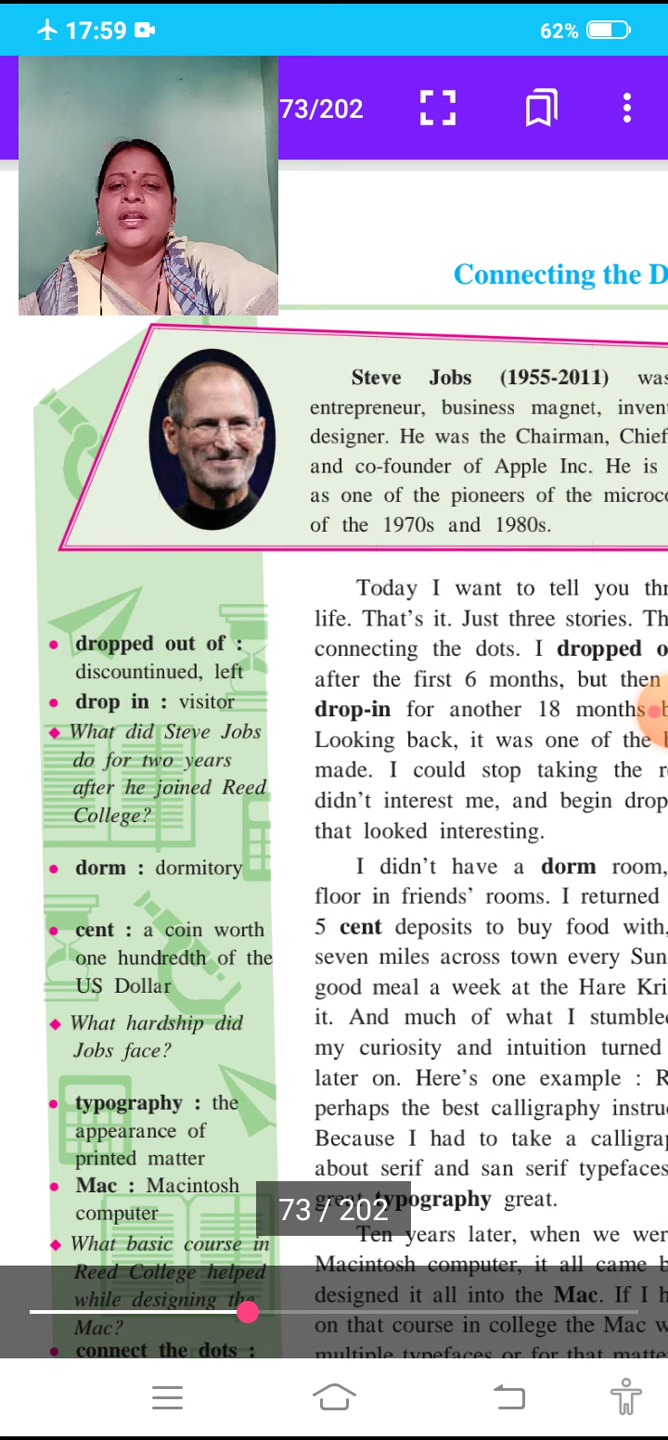 17:59
62%
73/202
Connecting the D
Steve Jobs (1955-2011) was
entrepreneur, business magnet, inven
designer. He was the Chairman, Chief
and co-founder of Apple Inc. He is
as one of the pioneers of the microco
of the 1970s and 1980s.
dropped out of :
discountinued, left
drop in : visitor
What did Steve Jobs
do for two years
after he joined Reed
College?
dorm : dormitory
cent : a coin worth
one hundredth of the
US Dollar
What hardship did
Jobs face?
typography : the
appearance of
printed matter
Mac : Macintosh
computer
What basic course in
Reed College helped
while designing the
Mac?
connect the dots :
Today I want to tell you thr
life. That's it. Just three stories. Th
connecting the dots. I dropped o
after the first 6 months, but then
drop-in for another 18 months b
Looking back, it was one of the b
made. I could stop taking the r
didn't interest me, and begin drop
that looked interesting.
I didn't have a dorm room,
floor in friends' rooms. I returned
5 cent deposits to buy food with,
seven miles across town every Sun
good meal a week at the Hare Kri
it. And much of what I stumble
my curiosity and intuition turned
later on. Here's one example : R
perhaps the best calligraphy instru
Because I had to take a calligra
about serif and san serif typefaces
great typography great.
73 / 202
Ten years later, when we wer
Macintosh computer, it all came b
designed it all into the Mac. If I h
on that course in college the Mac w
multiple typefaces or for that matte